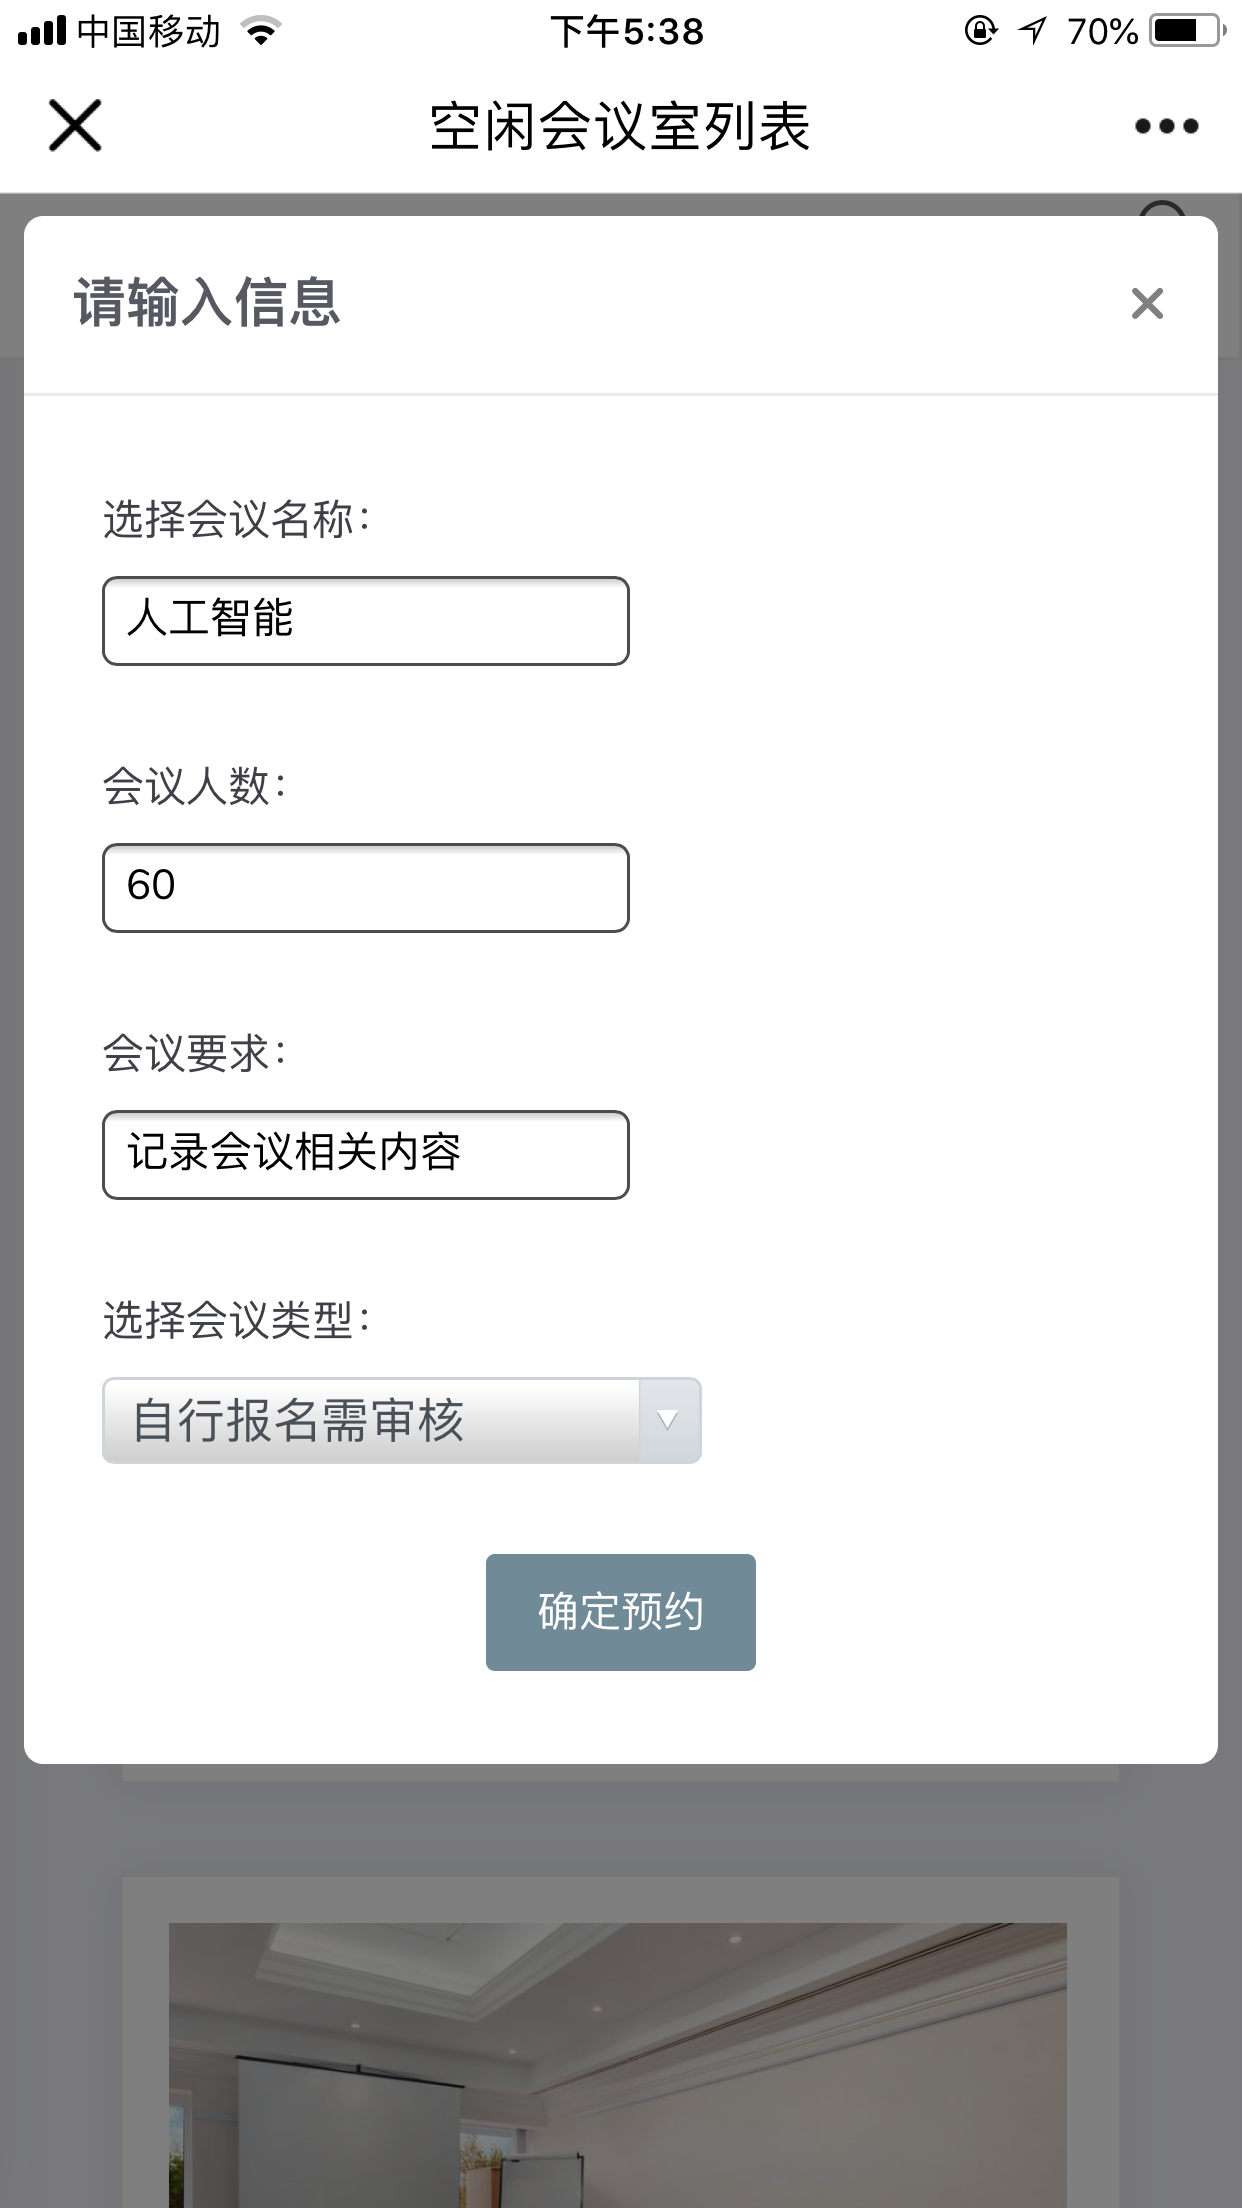 中国移动 下午5:38 70%
空闲会议室列表
请输入信息
选择会议名称：
人工智能
会议人数：
60
会议要求：
记录会议相关内容
选择会议类型：
自行报名需审核
确定预约